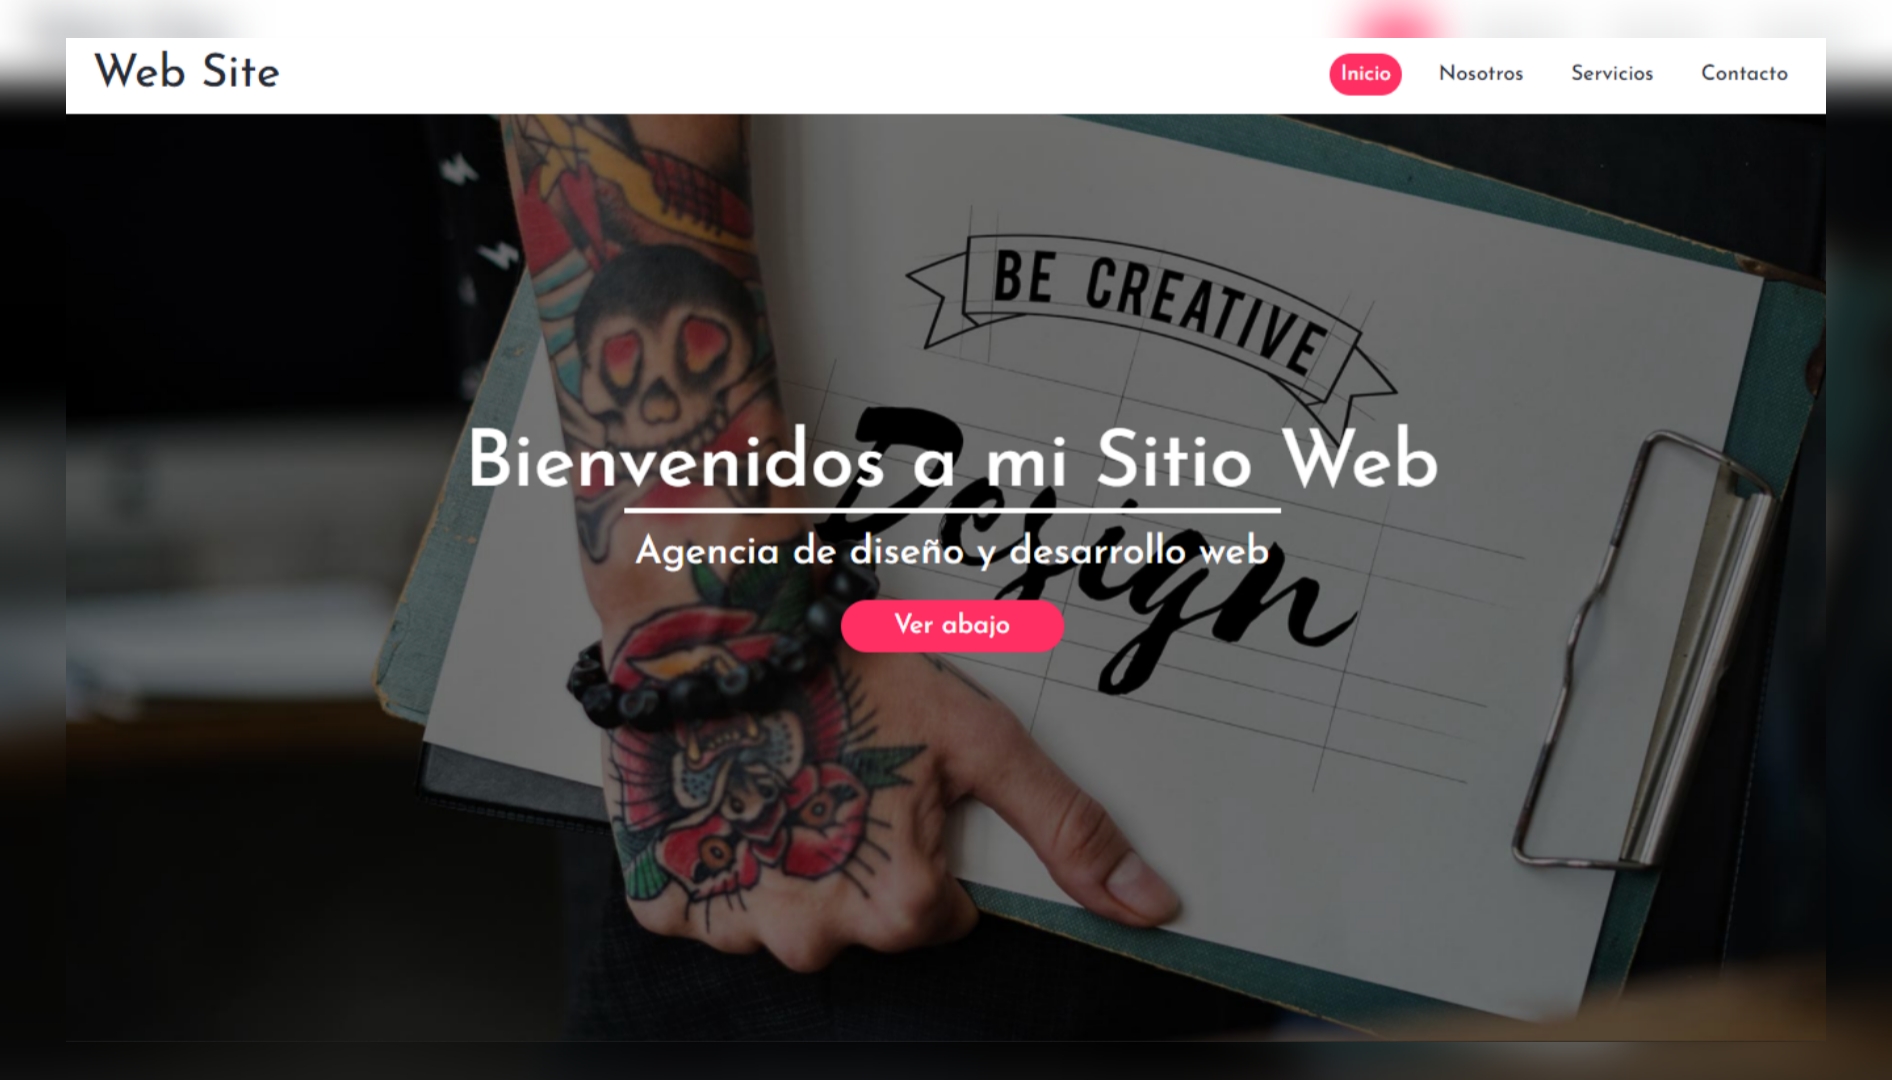 Web Site
Inicio Nosotros Servicios Contacto
BE CREATIVE
Design
Bienvenidos a mi Sitio Web
Agencia de diseño y desarrollo web
Ver abajo